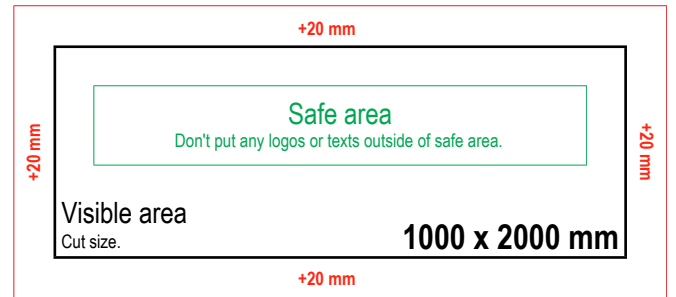 +20 mm
Safe area
Don't put any logos or texts outside of safe area.
+20 mm
+20 mm
Visible area
Cut size.
1000 x 2000 mm
+20 mm